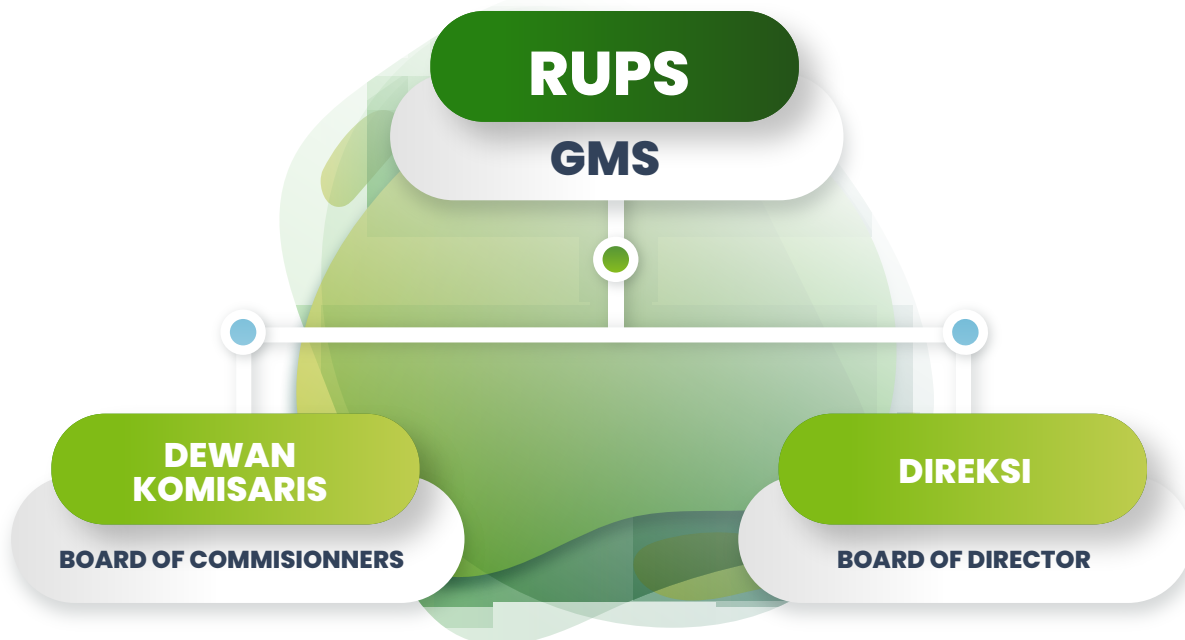 RUPS
GMS
DEWAN
KOMISARIS
BOARD OF COMMISIONNERS
DIREKSI
BOARD OF DIRECTOR